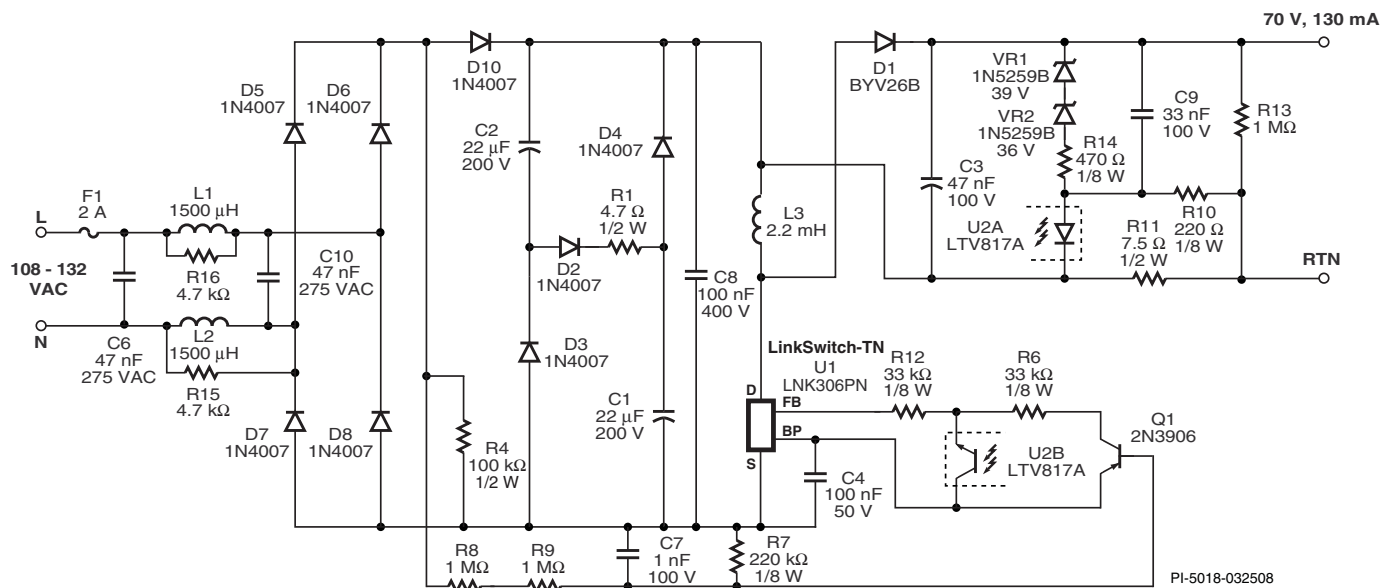 70 V, 130 mA
D10
1N4007
D1
BYV26B
VR1
1N5259B
39 V
VR2
1N5259B
36 V
C9
33 nF
100 V
R13
1 MΩ
D5
1N4007
D6
1N4007
C2
22 µF
200 V
D4
1N4007
R14
470 Ω
1/8 W
C3
47 nF
100 V
F1
2 A
L
L1
1500 µH
R1
4.7 Ω
1/2 W
L3
2.2 mH
U2A
LTV817A
R11
7.5 Ω
1/2 W
R10
220 Ω
1/8 W
108 - 132
VAC
R16
4.7 kΩ
C10
47 nF
275 VAC
D2
1N4007
C8
100 nF
400 V
RTN
N
C6
47 nF
275 VAC
L2
1500 µH
R15
4.7 kΩ
D3
1N4007
LinkSwitch-TN
U1
LNK306PN
R12
33 kΩ
1/8 W
R6
33 kΩ
1/8 W
D
FB
BP
S
Q1
2N3906
D7
1N4007
D8
1N4007
R4
100 kΩ
1/2 W
C1
22 µF
200 V
C4
100 nF
50 V
U2B
LTV817A
R8
1 MΩ
R9
1 MΩ
C7
1 nF
100 V
R7
220 kΩ
1/8 W
PI-5018-032508